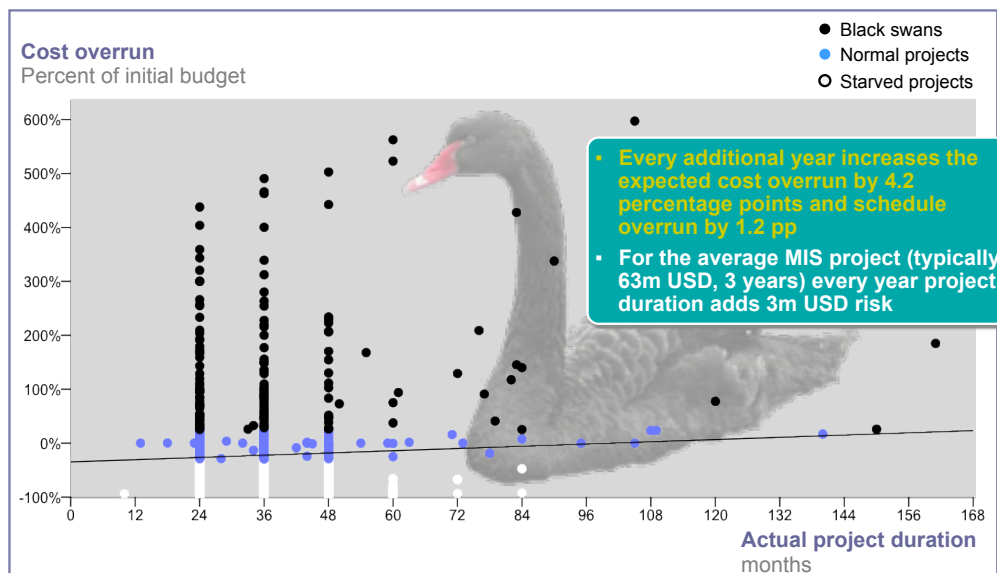 Black swans
Normal projects
Starved projects
Cost overrun
Percent of initial budget
600%
500%
400%
300%
200%
100%
0%
-100%
▪ Every additional year increases the
expected cost overrun by 4.2
percentage points and schedule
overrun by 1.2 pp
▪ For the average MIS project (typically
63m USD, 3 years) every year project
duration adds 3m USD risk
0 12 24 36 48 60 72 84 96 108 120 132 144 156 168
Actual project duration
months